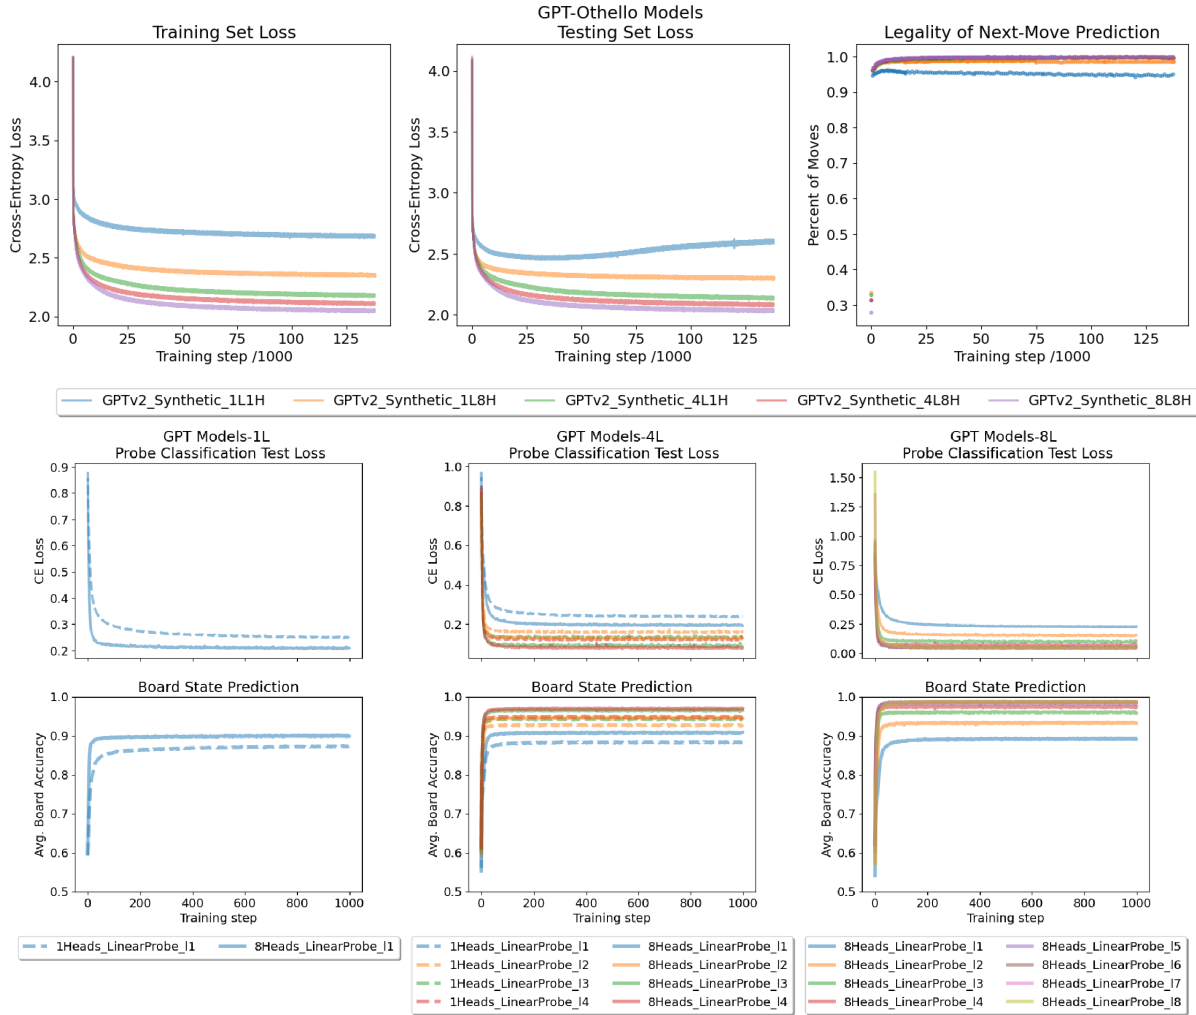 GPT-Othello Models
Training Set Loss
Testing Set Loss
Legality of Next-Move Prediction
Cross-Entropy Loss
4.0
3.5
3.0
2.5
2.0
0 25 50 75 100 125
Training step /1000
Cross-Entropy Loss
4.0
3.5
3.0
2.5
2.0
0 25 50 75 100 125
Training step /1000
Percent of Moves
1.0
0.9
0.8
0.7
0.6
0.5
0.4
0.3
0 25 50 75 100 125
Training step /1000
GPTv2_Synthetic_1L1H GPTv2_Synthetic_1L8H GPTv2_Synthetic_4L1H GPTv2_Synthetic_4L8H GPTv2_Synthetic_8L8H
GPT Models-1L
Probe Classification Test Loss
CE Loss
0.9
0.8
0.7
0.6
0.5
0.4
0.3
0.2
GPT Models-4L
Probe Classification Test Loss
CE Loss
1.0
0.8
0.6
0.4
0.2
GPT Models-8L
Probe Classification Test Loss
CE Loss
1.50
1.25
1.00
0.75
0.50
0.25
0.00
Board State Prediction
Avg. Board Accuracy
1.0
0.9
0.8
0.7
0.6
0.5
0 200 400 600 800 1000
Training step
Board State Prediction
Avg. Board Accuracy
1.0
0.9
0.8
0.7
0.6
0.5
0 200 400 600 800 1000
Training step
Board State Prediction
Avg. Board Accuracy
1.0
0.9
0.8
0.7
0.6
0.5
0 200 400 600 800 1000
Training step
1Heads_LinearProbe_l1 8Heads_LinearProbe_l1
1Heads_LinearProbe_l1 8Heads_LinearProbe_l1
1Heads_LinearProbe_l2 8Heads_LinearProbe_l2
1Heads_LinearProbe_l3 8Heads_LinearProbe_l3
1Heads_LinearProbe_l4 8Heads_LinearProbe_l4
8Heads_LinearProbe_l1 8Heads_LinearProbe_l5
8Heads_LinearProbe_l2 8Heads_LinearProbe_l6
8Heads_LinearProbe_l3 8Heads_LinearProbe_l7
8Heads_LinearProbe_l4 8Heads_LinearProbe_l8